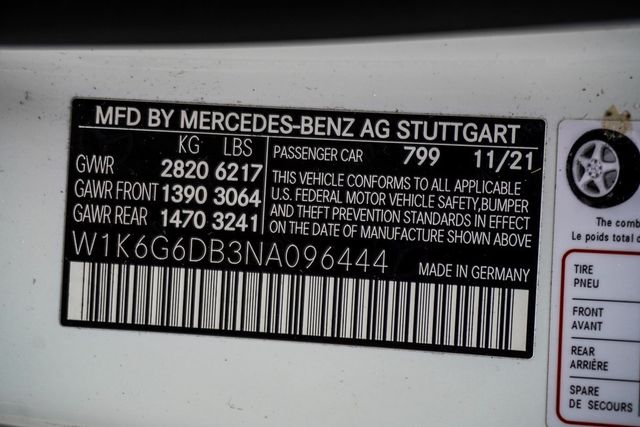 MFD BY MERCEDES-BENZ AG STUTTGART
KG LBS
GVWR 2820 6217
GAWR FRONT 1390 3064
GAWR REAR 1470 3241
PASSENGER CAR 799 11/21
THIS VEHICLE CONFORMS TO ALL APPLICABLE
U.S. FEDERAL MOTOR VEHICLE SAFETY,BUMPER
AND THEFT PREVENTION STANDARDS IN EFFECT
ON THE DATE OF MANUFACTURE SHOWN ABOVE
W1K6G6DB3NA096444
MADE IN GERMANY
The comb
Le poids total d
TIRE
PNEU
FRONT
AVANT
REAR
ARRIÈRE
SPARE
DE SECOURS